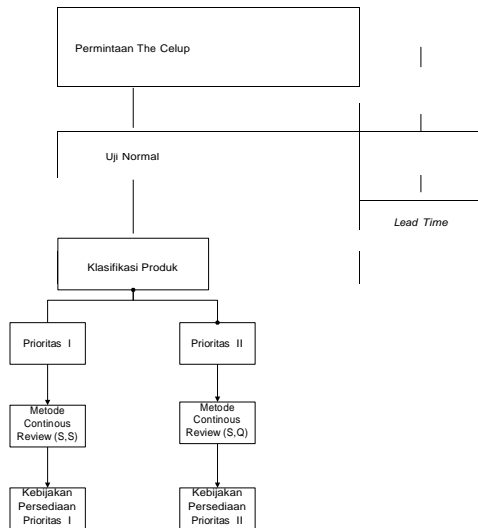 Permintaan The Celup
Uji Normal
Lead Time
Klasifikasi Produk
Prioritas I
Prioritas II
Metode
Continous
Review (S,S)
Metode
Continous
Review (S,Q)
Kebijakan
Persediaan
Prioritas I
Kebijakan
Persediaan
Prioritas II